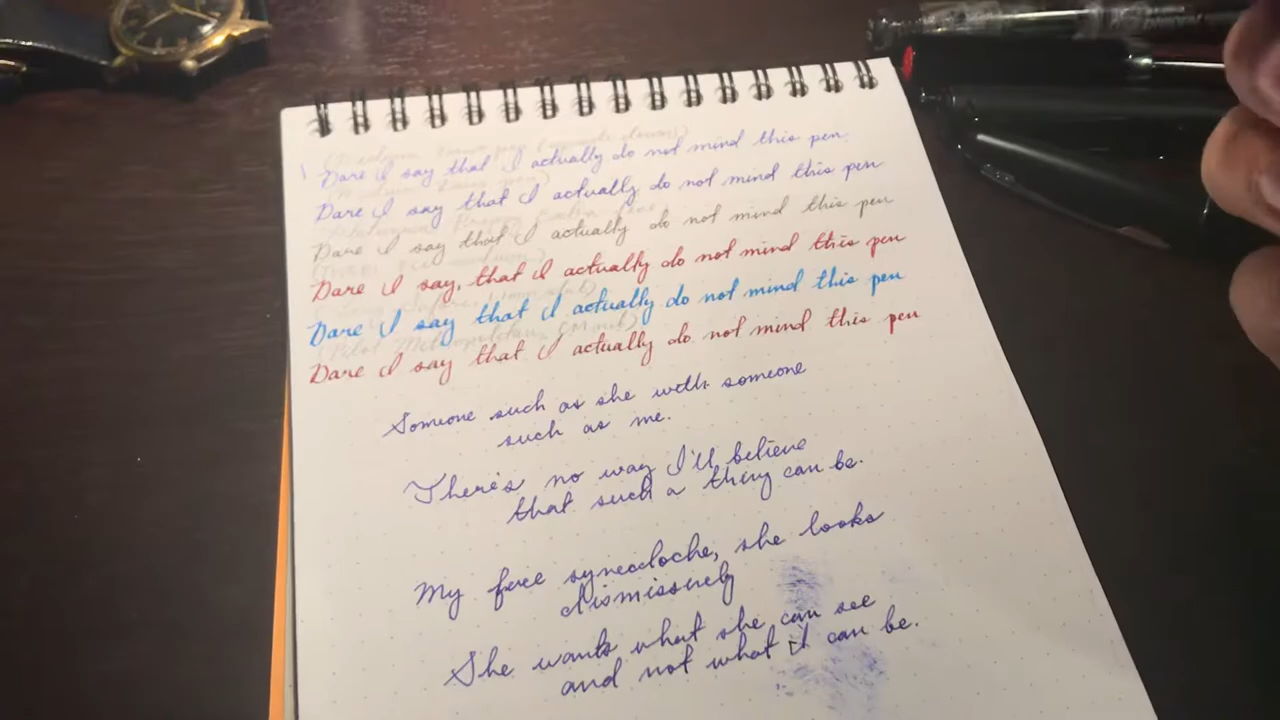 Dare I say that I actually do not mind this pen.
Dare I say that I actually do not mind this pen
Dare I say that I actually do not mind this pen
Dare I say, that I actually do not mind this pen
Dare I say that I actually do not mind this pen
(Pilot Metropolitan,
Dare I say that I actually do not mind this pen
Someone such as she with someone
such as me.
There's no way I'll believe
that such a thing can be.
My free synecdoche, she looks
dismissively
She wants what she can see
and not what it can be.